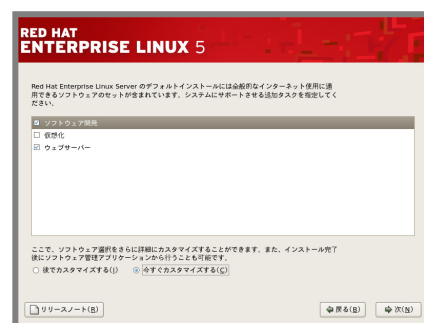 RED HAT
ENTERPRISE LINUX 5
Red Hat Enterprise Linux Server のデフォルトインストールには全般的なインターネット使用に適
用できるソフトウェアのセットが含まれています。システムにサポートさせる追加タスクを指定してく
ださい。
ソフトウェア開発
仮想化
ウェブサーバー
ここで、ソフトウェア選択をさらに詳細にカスタマイズすることができます。また、インストール完了
後にソフトウェア管理アプリケーションから行うことも可能です。
後でカスタマイズする(l) 今すぐカスタマイズする(C)
リリースノート(R) 戻る(B) 次(N)